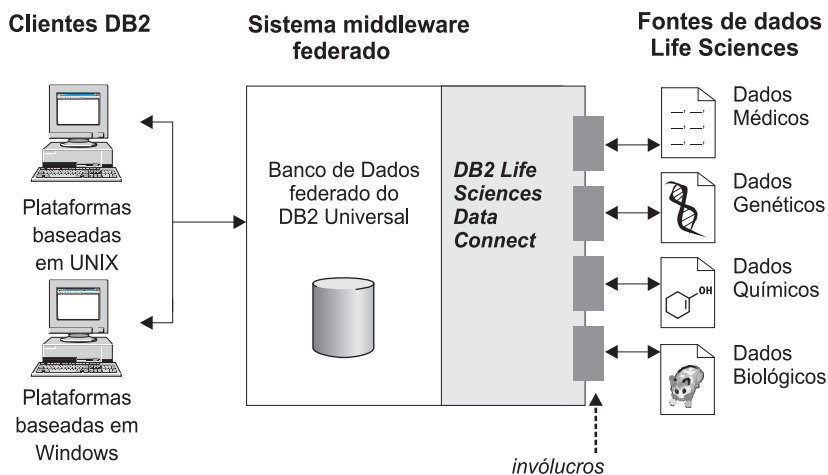 Clientes DB2
Sistema middleware
federado
Fontes de dados
Life Sciences
Plataformas
baseadas
em UNIX
Plataformas
baseadas em
Windows
Banco de Dados
federado do
DB2 Universal
DB2 Life
Sciences
Data
Connect
Dados
Médicos
Dados
Genéticos
OH
Dados
Químicos
Dados
Biológicos
invólucros